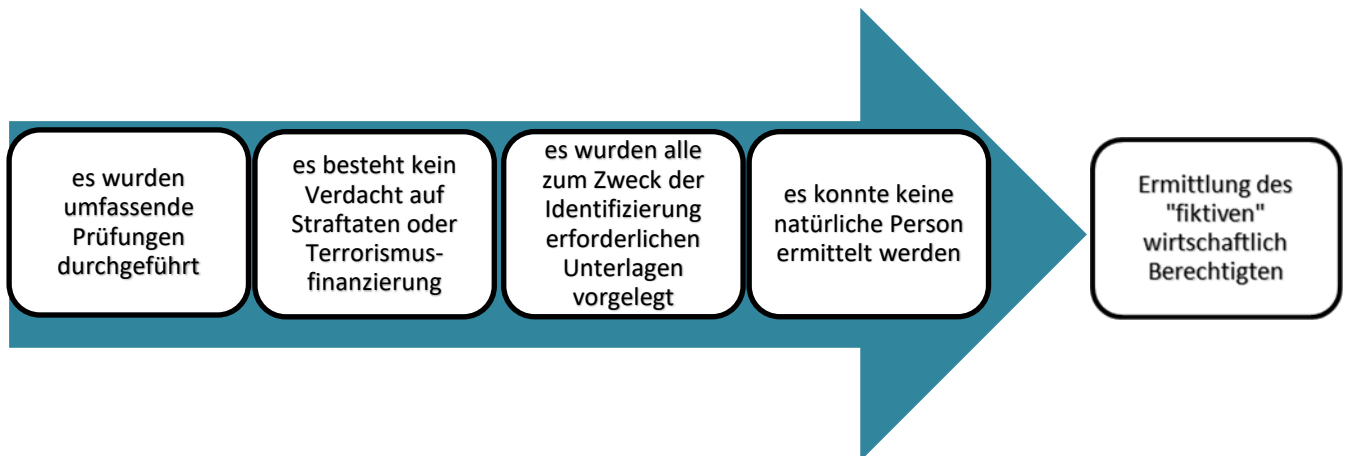 es wurden
umfassende
Prüfungen
durchgeführt
es besteht kein
Verdacht auf
Straftaten oder
Terrorismus-
finanzierung
es wurden alle
zum Zweck der
Identifizierung
erforderlichen
Unterlagen
vorgelegt
es konnte keine
natürliche Person
ermittelt werden
Ermittlung des
"fiktiven"
wirtschaftlich
Berechtigten